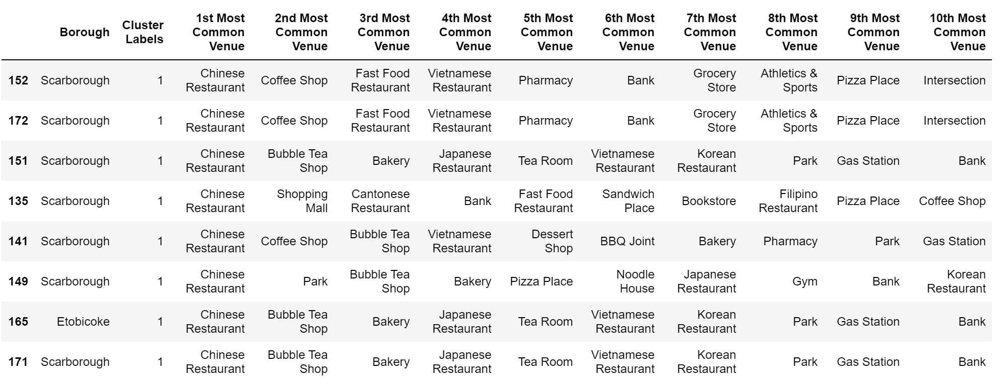 Borough Cluster Labels 1st Most Common Venue 2nd Most Common Venue 3rd Most Common Venue 4th Most Common Venue 5th Most Common Venue 6th Most Common Venue 7th Most Common Venue 8th Most Common Venue 9th Most Common Venue 10th Most Common Venue
152 Scarborough 1 Chinese Restaurant Coffee Shop Fast Food Restaurant Vietnamese Restaurant Pharmacy Bank Grocery Store Athletics & Sports Pizza Place Intersection
172 Scarborough 1 Chinese Restaurant Coffee Shop Fast Food Restaurant Vietnamese Restaurant Pharmacy Bank Grocery Store Athletics & Sports Pizza Place Intersection
151 Scarborough 1 Chinese Restaurant Bubble Tea Shop Bakery Japanese Restaurant Tea Room Vietnamese Restaurant Korean Restaurant Park Gas Station Bank
135 Scarborough 1 Chinese Restaurant Shopping Mall Cantonese Restaurant Bank Fast Food Restaurant Sandwich Place Bookstore Filipino Restaurant Pizza Place Coffee Shop
141 Scarborough 1 Chinese Restaurant Coffee Shop Bubble Tea Shop Vietnamese Restaurant Dessert Shop BBQ Joint Bakery Pharmacy Park Gas Station
149 Scarborough 1 Chinese Restaurant Park Bubble Tea Shop Bakery Pizza Place Noodle House Japanese Restaurant Gym Bank Korean Restaurant
165 Etobicoke 1 Chinese Restaurant Bubble Tea Shop Bakery Japanese Restaurant Tea Room Vietnamese Restaurant Korean Restaurant Park Gas Station Bank
171 Scarborough 1 Chinese Restaurant Bubble Tea Shop Bakery Japanese Restaurant Tea Room Vietnamese Restaurant Korean Restaurant Park Gas Station Bank